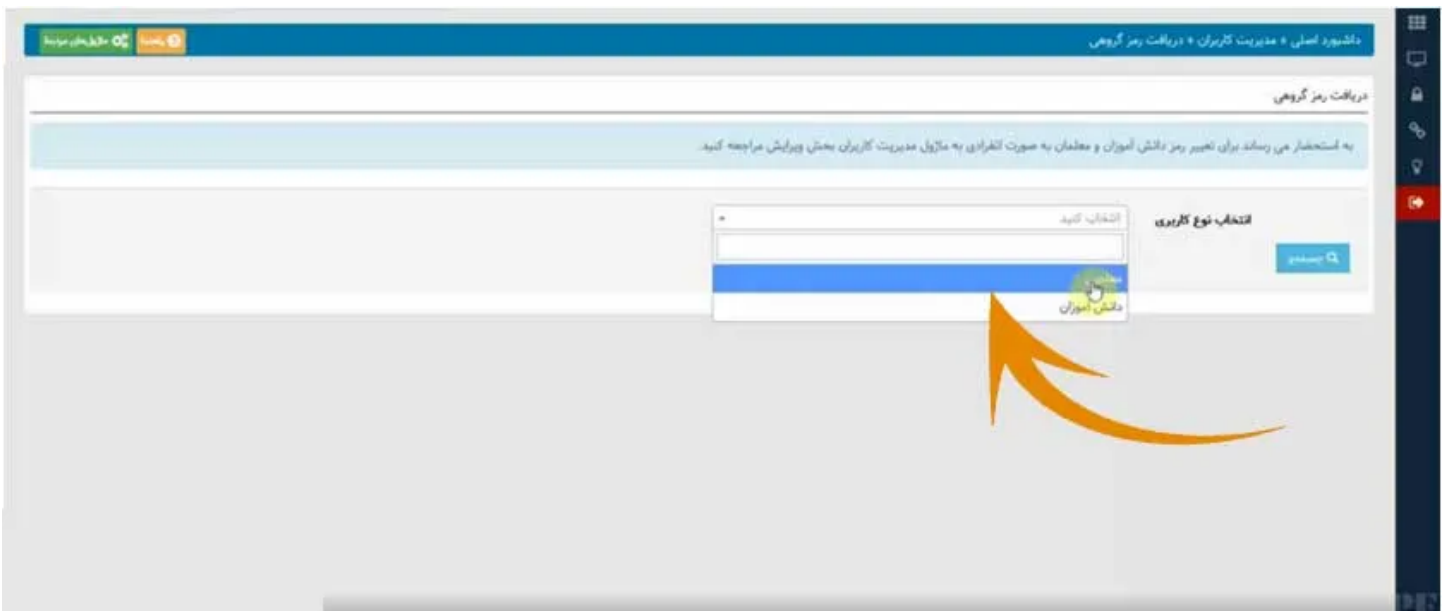 داشبورد اصلی » مدیریت کاربران » دریافت رمز گروهی
راهنما
ماژول‌های مرتبط
دریافت رمز گروهی
به استحضار می رساند برای تغییر رمز دانش آموزان و معلمان به صورت انفرادی به ماژول مدیریت کاربران بخش ویرایش مراجعه کنید.
انتخاب نوع کاربری
انتخاب کنید
جستجو
دانش آموزان